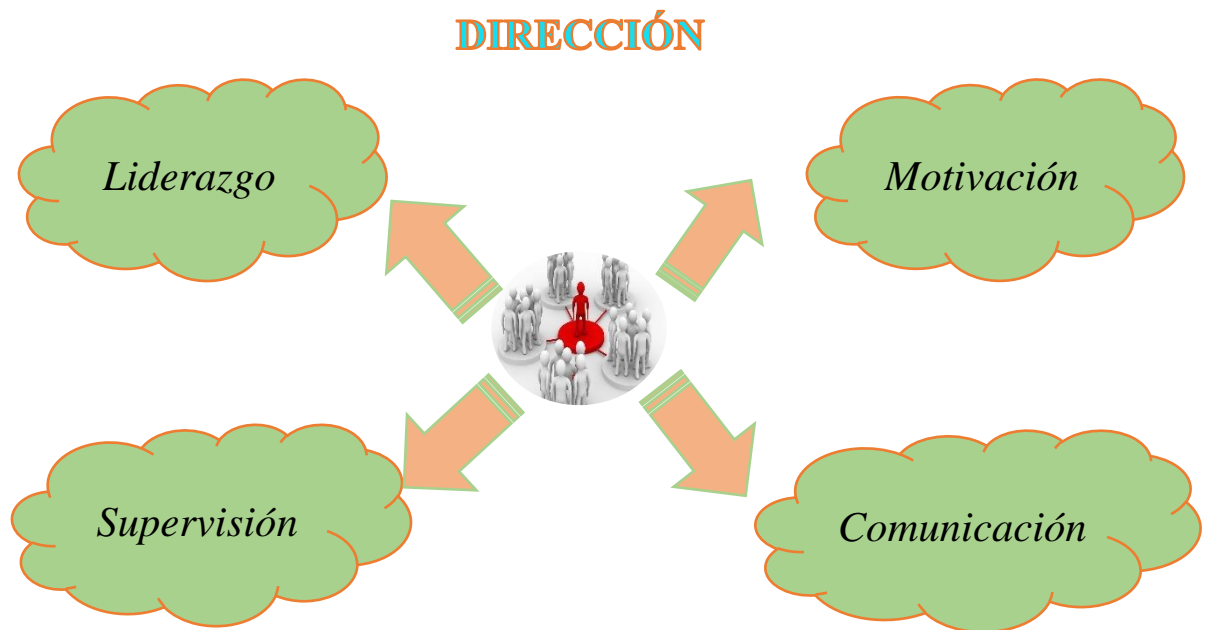 DIRECCIÓN
Liderazgo
Motivación
Supervisión
Comunicación